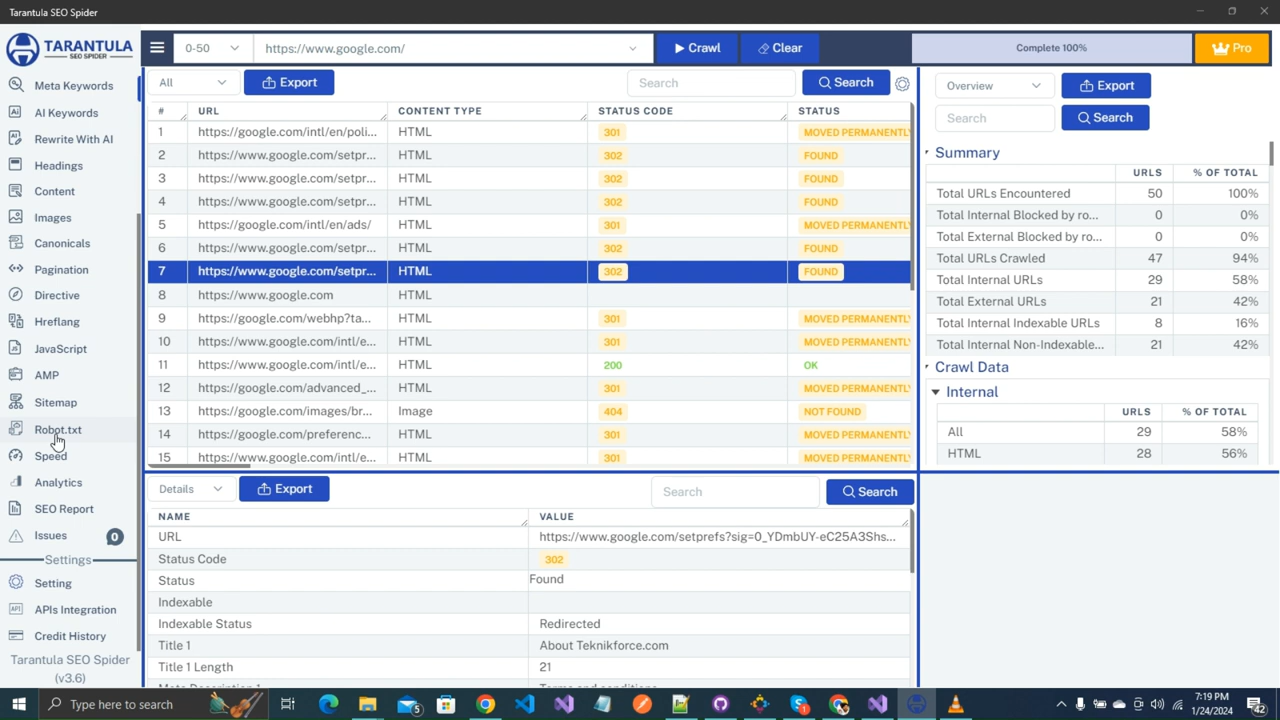 Tarantula SEO Spider
TARANTULA
SEO SPIDER
0-50
https://www.google.com/
Crawl
Clear
Complete 100%
Pro
Meta Keywords
AI Keywords
Rewrite With AI
Headings
Content
Images
Canonicals
Pagination
Directive
Hreflang
JavaScript
AMP
Sitemap
Robot.txt
Speed
Analytics
SEO Report
Issues 0
Settings
Setting
APIs Integration
Credit History
Tarantula SEO Spider
(v3.6)
All
Export
Search
Search
# URL CONTENT TYPE STATUS CODE STATUS
1 https://google.com/intl/en/poli... HTML 301 MOVED PERMANENTLY
2 https://www.google.com/setpr... HTML 302 FOUND
3 https://www.google.com/setpr... HTML 302 FOUND
4 https://www.google.com/setpr... HTML 302 FOUND
5 https://google.com/intl/en/ads/ HTML 301 MOVED PERMANENTLY
6 https://www.google.com/setpr... HTML 302 FOUND
7 https://www.google.com/setpr... HTML 302 FOUND
8 https://www.google.com HTML
9 https://google.com/webhp?ta... HTML 301 MOVED PERMANENTLY
10 https://www.google.com/intl/e... HTML 301 MOVED PERMANENTLY
11 https://www.google.com/intl/e... HTML 200 OK
12 https://google.com/advanced_... HTML 301 MOVED PERMANENTLY
13 https://google.com/images/br... Image 404 NOT FOUND
14 https://google.com/preferenc... HTML 301 MOVED PERMANENTLY
15 https://www.google.com/intl/e... HTML 301 MOVED PERMANENTLY
Details
Export
Search
Search
NAME VALUE
URL https://www.google.com/setprefs?sig=0_YDmbUY-eC25A3Shs...
Status Code 302
Status Found
Indexable
Indexable Status Redirected
Title 1 About Teknikforce.com
Title 1 Length 21
Meta Description 1 Terms and conditions
Overview
Export
Search
Search
Summary
URLS % OF TOTAL
Total URLs Encountered 50 100%
Total Internal Blocked by ro... 0 0%
Total External Blocked by ro... 0 0%
Total URLs Crawled 47 94%
Total Internal URLs 29 58%
Total External URLs 21 42%
Total Internal Indexable URLs 8 16%
Total Internal Non-Indexable... 21 42%
Crawl Data
Internal
URLS % OF TOTAL
All 29 58%
HTML 28 56%
Type here to search
5
7:19 PM
1/24/2024
42